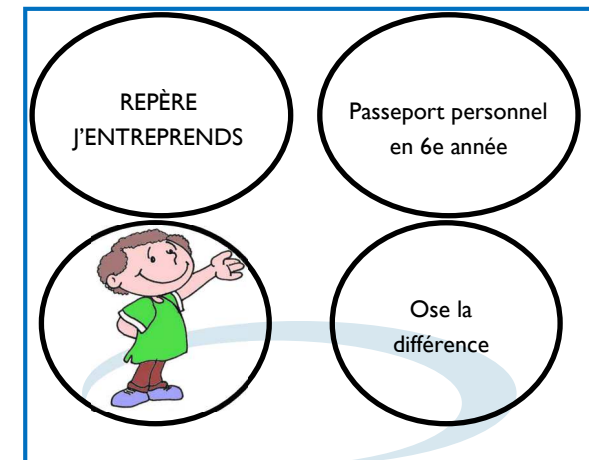 REPÈRE
J’ENTREPRENDS
Passeport personnel
en 6e année
Ose la
différence